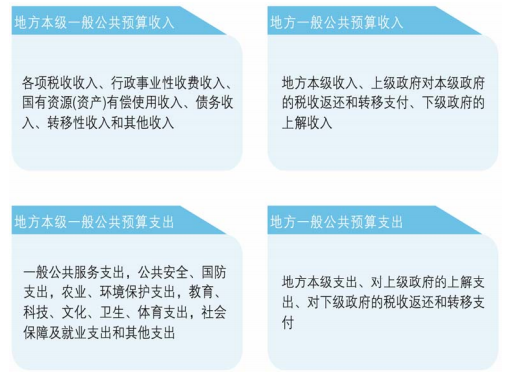 地方本级一般公共预算收入
各项税收收入、行政事业性收费收入、
国有资源(资产)有偿使用收入、债务收
入、转移性收入和其他收入
地方一般公共预算收入
地方本级收入、上级政府对本级政府
的税收返还和转移支付、下级政府的
上解收入
地方本级一般公共预算支出
一般公共服务支出，公共安全、国防
支出，农业、环境保护支出，教育、
科技、文化、卫生、体育支出，社会
保障及就业支出和其他支出
地方一般公共预算支出
地方本级支出、对上级政府的上解支
出、对下级政府的税收返还和转移支
付